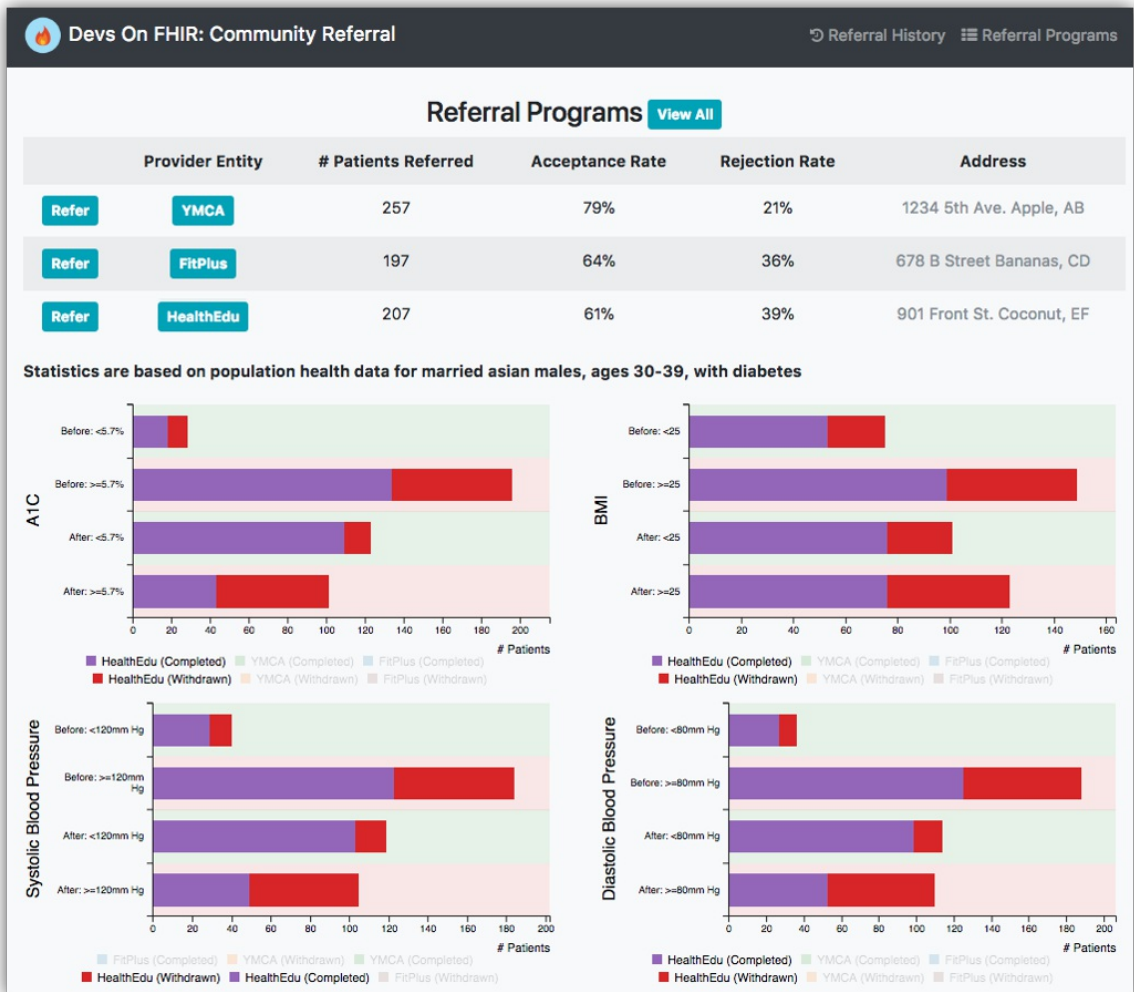 Devs On FHIR: Community Referral
Referral History Referral Programs
Referral Programs View All
Provider Entity # Patients Referred Acceptance Rate Rejection Rate Address
Refer YMCA 257 79% 21% 1234 5th Ave. Apple, AB
Refer FitPlus 197 64% 36% 678 B Street Bananas, CD
Refer HealthEdu 207 61% 39% 901 Front St. Coconut, EF
Statistics are based on population health data for married asian males, ages 30-39, with diabetes
A1C
Before: <5.7%
Before: >=5.7%
After: <5.7%
After: >=5.7%
0 20 40 60 80 100 120 140 160 180 200
# Patients
HealthEdu (Completed) YMCA (Completed) FitPlus (Completed)
HealthEdu (Withdrawn) YMCA (Withdrawn) FitPlus (Withdrawn)
BMI
Before: <25
Before: >=25
After: <25
After: >=25
0 20 40 60 80 100 120 140 160
# Patients
HealthEdu (Completed) YMCA (Completed) FitPlus (Completed)
HealthEdu (Withdrawn) YMCA (Withdrawn) FitPlus (Withdrawn)
Systolic Blood Pressure
Before: <120mm Hg
Before: >=120mm
Hg
After: <120mm Hg
After: >=120mm Hg
0 20 40 60 80 100 120 140 160 180 200
# Patients
FitPlus (Completed) YMCA (Withdrawn) YMCA (Completed)
HealthEdu (Withdrawn) HealthEdu (Completed) FitPlus (Withdrawn)
Diastolic Blood Pressure
Before: <80mm Hg
Before: >=80mm Hg
After: <80mm Hg
After: >=80mm Hg
0 20 40 60 80 100 120 140 160 180 200
# Patients
HealthEdu (Completed) YMCA (Completed) FitPlus (Completed)
HealthEdu (Withdrawn) YMCA (Withdrawn) FitPlus (Withdrawn)